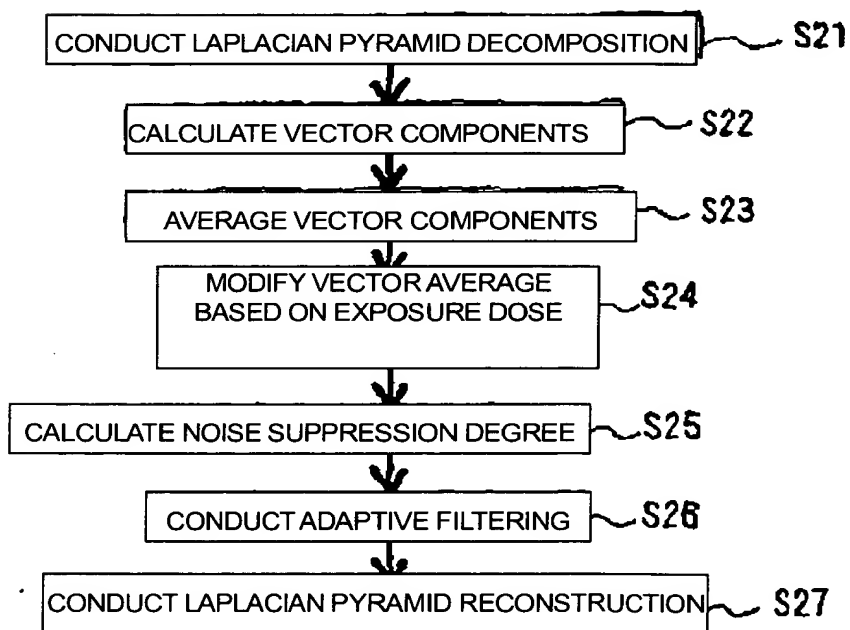 CONDUCT LAPLACIAN PYRAMID DECOMPOSITION S21
CALCULATE VECTOR COMPONENTS S22
AVERAGE VECTOR COMPONENTS S23
MODIFY VECTOR AVERAGE
BASED ON EXPOSURE DOSE S24
CALCULATE NOISE SUPPRESSION DEGREE S25
CONDUCT ADAPTIVE FILTERING S26
CONDUCT LAPLACIAN PYRAMID RECONSTRUCTION S27